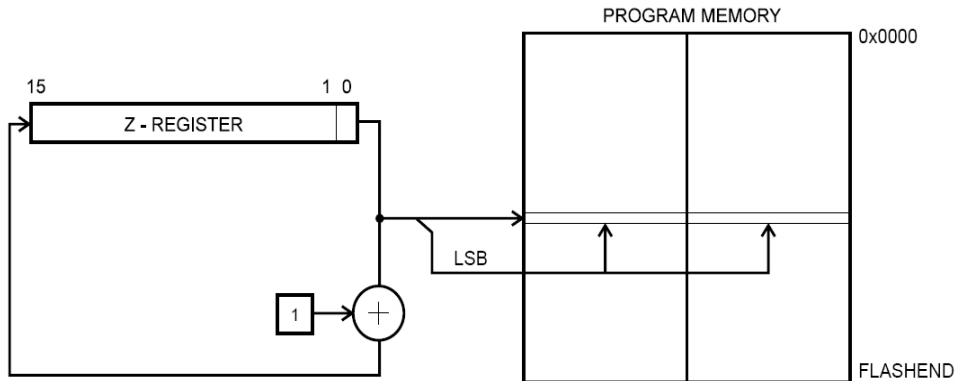 PROGRAM MEMORY
0x0000
15
1 0
Z - REGISTER
LSB
1
+
FLASHEND